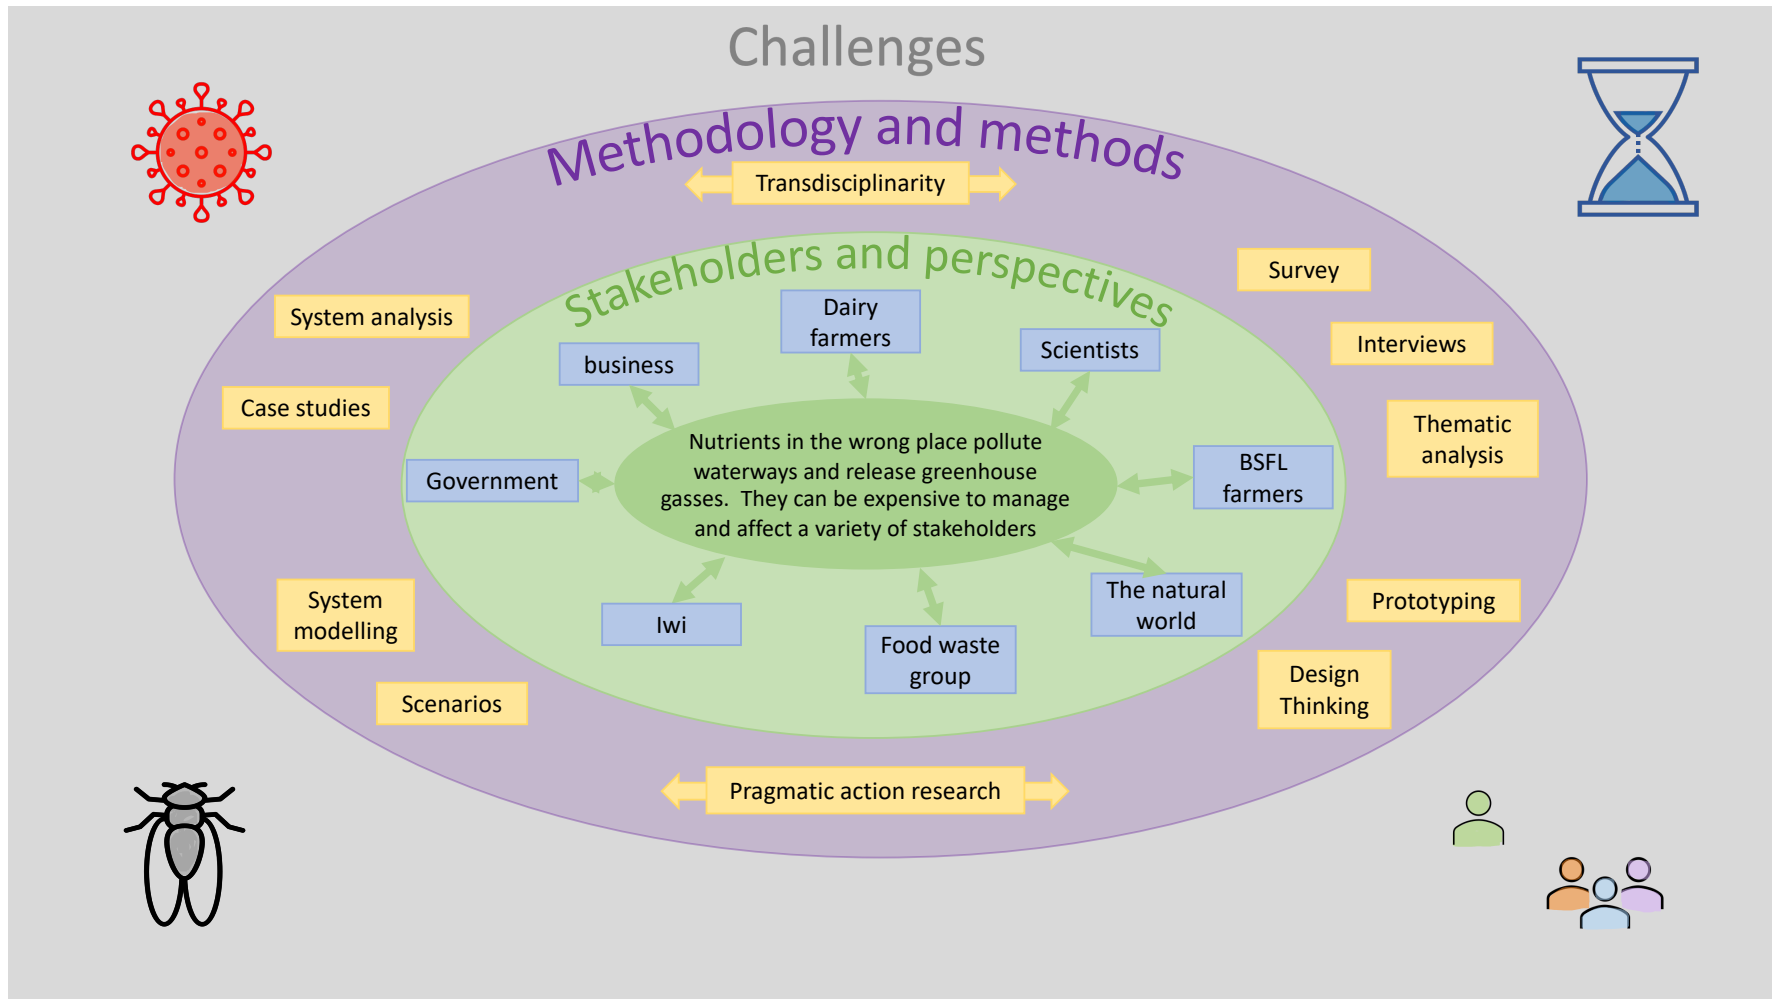 Challenges
Methodology and methods
Transdisciplinarity
Stakeholders and perspectives
System analysis
Case studies
System
modelling
Scenarios
Survey
Interviews
Thematic
analysis
Prototyping
Design
Thinking
Pragmatic action research
business
Dairy
farmers
Scientists
Government
BSFL
farmers
Iwi
Food waste
group
The natural
world
Nutrients in the wrong place pollute
waterways and release greenhouse
gasses.  They can be expensive to manage
and affect a variety of stakeholders